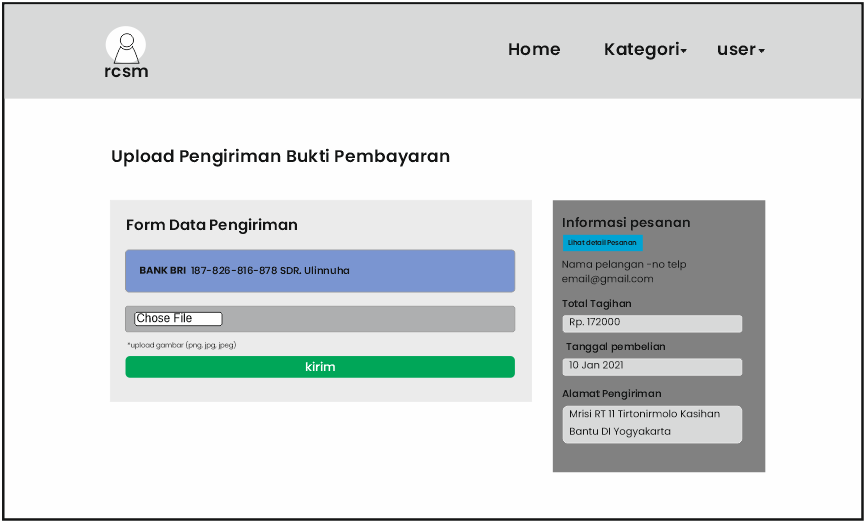 rcsm
Home
Kategori
user
Upload Pengiriman Bukti Pembayaran
Form Data Pengiriman
BANK BRI 187-826-816-878 SDR. Ulinnuha
Chose File
*upload gambar (png, jpg, jpeg)
kirim
Informasi pesanan
Lihat detail Pesanan
Nama pelangan -no telp
email@gmail.com
Total Tagihan
Rp. 172000
Tanggal pembelian
10 Jan 2021
Alamat Pengiriman
Mrisi RT 11 Tirtonirmolo Kasihan
Bantu DI Yogyakarta